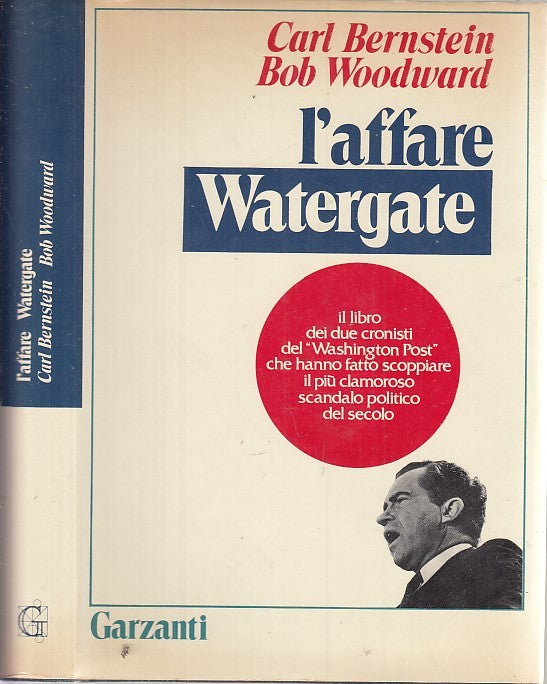 l'affare Watergate
Carl Bernstein Bob Woodward
G
Carl Bernstein
Bob Woodward
l'affare
Watergate
il libro
dei due cronisti
del "Washington Post"
che hanno fatto scoppiare
il più clamoroso
scandalo politico
del secolo
Garzanti